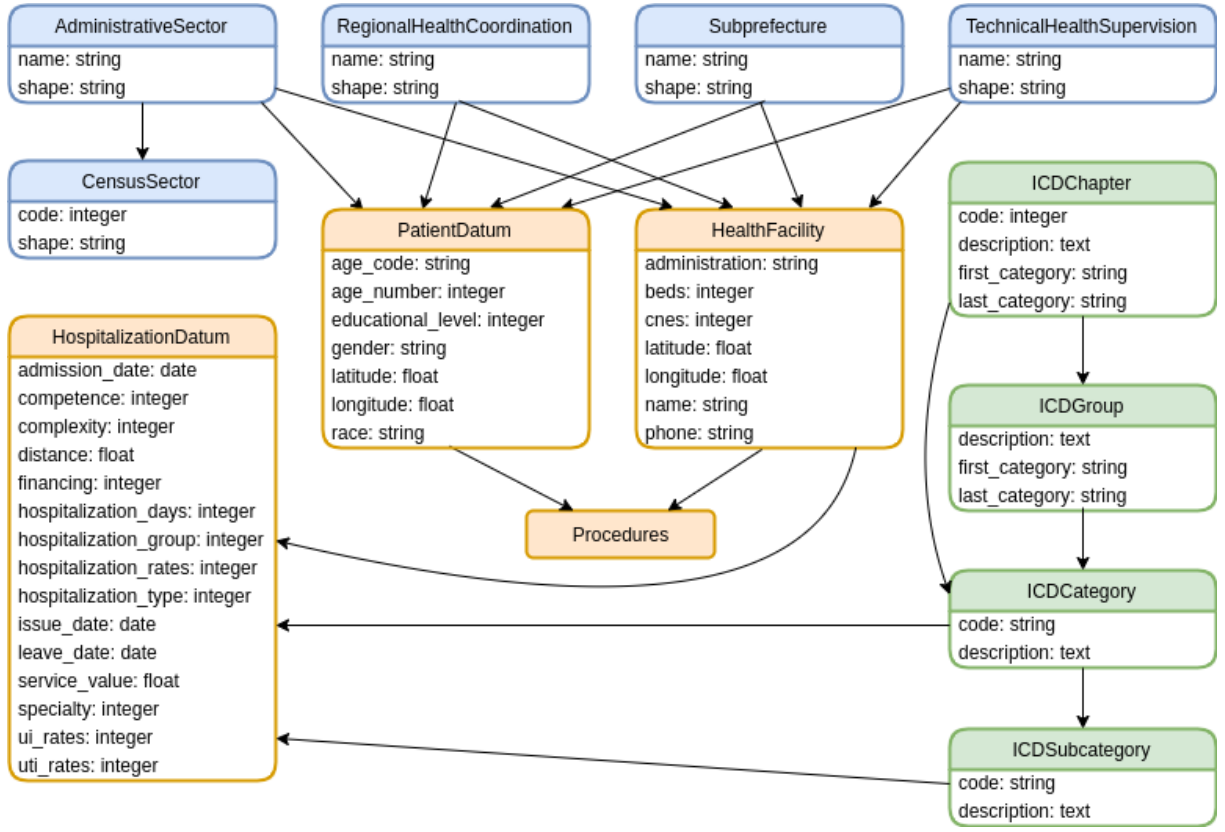 AdministrativeSector
name: string
shape: string
RegionalHealthCoordination
name: string
shape: string
Subprefecture
name: string
shape: string
TechnicalHealthSupervision
name: string
shape: string
CensusSector
code: integer
shape: string
PatientDatum
age_code: string
age_number: integer
educational_level: integer
gender: string
latitude: float
longitude: float
race: string
HealthFacility
administration: string
beds: integer
cnes: integer
latitude: float
longitude: float
name: string
phone: string
ICDChapter
code: integer
description: text
first_category: string
last_category: string
HospitalizationDatum
admission_date: date
competence: integer
complexity: integer
distance: float
financing: integer
hospitalization_days: integer
hospitalization_group: integer
hospitalization_rates: integer
hospitalization_type: integer
issue_date: date
leave_date: date
service_value: float
specialty: integer
ui_rates: integer
uti_rates: integer
Procedures
ICDGroup
description: text
first_category: string
last_category: string
ICDCategory
code: string
description: text
ICDSubcategory
code: string
description: text